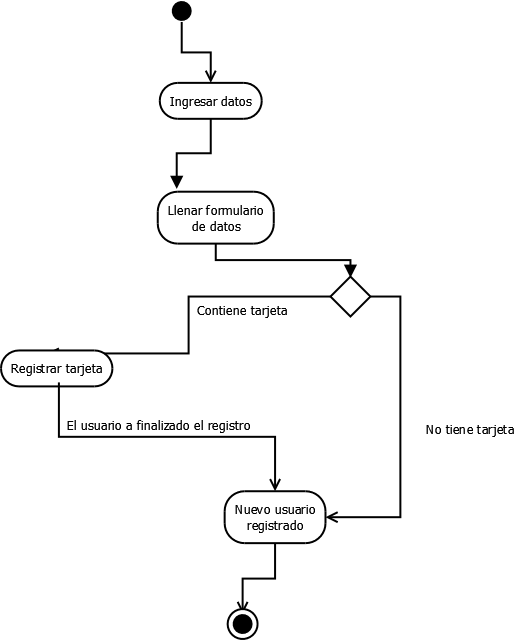 Ingresar datos
Llenar formulario
de datos
Contiene tarjeta
Registrar tarjeta
El usuario a finalizado el registro
No tiene tarjeta
Nuevo usuario
registrado